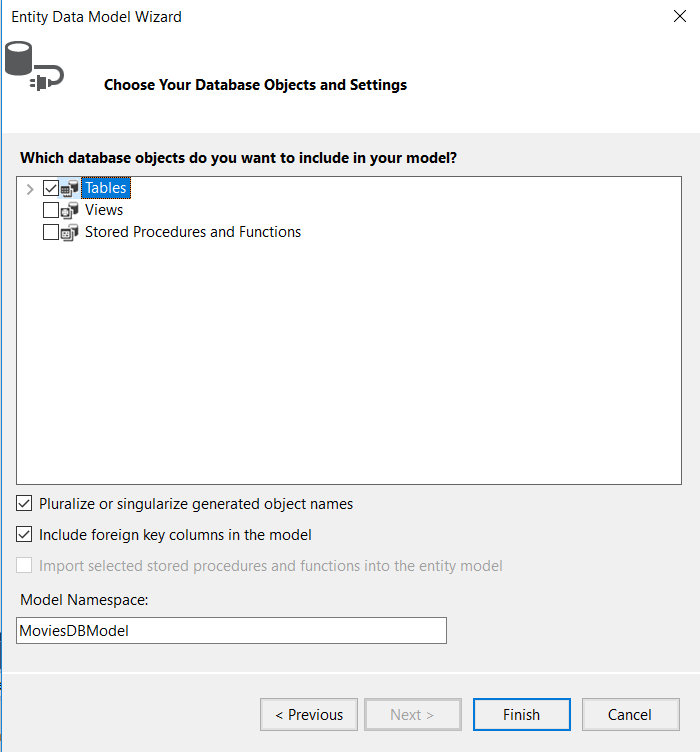 Entity Data Model Wizard
Choose Your Database Objects and Settings
Which database objects do you want to include in your model?
Tables
Views
Stored Procedures and Functions
Pluralize or singularize generated object names
Include foreign key columns in the model
Import selected stored procedures and functions into the entity model
Model Namespace:
MoviesDBModel
< Previous Next > Finish Cancel